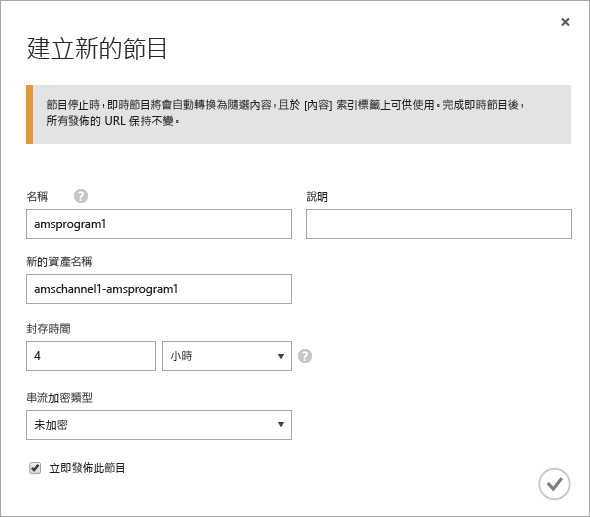 建立新的節目
節目停止時，即時節目將會自動轉換為隨選內容，且於 [內容] 索引標籤上可供使用。完成即時節目後，
所有發佈的 URL 保持不變。
名稱 ?
說明
amsprogram1
新的資產名稱
amschannel1-amsprogram1
封存時間
4 小時 ?
串流加密類型
未加密
立即發佈此節目